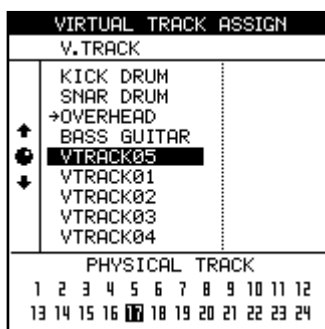 VIRTUAL TRACK ASSIGN
V.TRACK
KICK DRUM
SNAR DRUM
→OVERHEAD
BASS GUITAR
VTRACK05
VTRACK01
VTRACK02
VTRACK03
VTRACK04
PHYSICAL TRACK
1 2 3 4 5 6 7 8 9 10 11 12
13 14 15 16 17 18 19 20 21 22 23 24